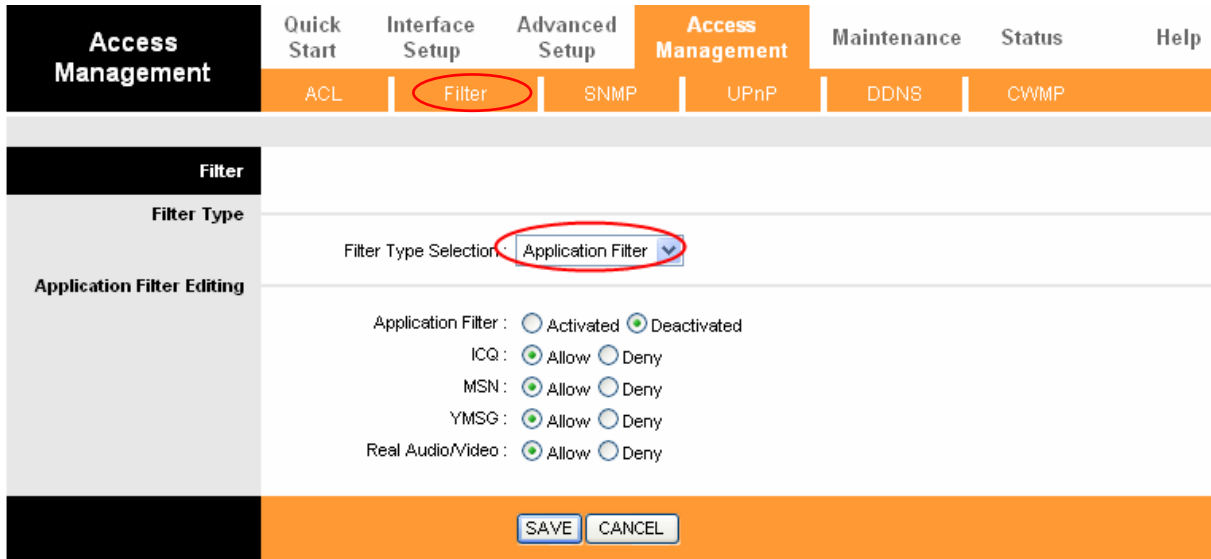 Access Management
Quick Start
Interface Setup
Advanced Setup
Access Management
Maintenance
Status
Help
ACL
Filter
SNMP
UPnP
DDNS
CWMP
Filter
Filter Type
Filter Type Selection : Application Filter
Application Filter Editing
Application Filter : Activated Deactivated
ICQ : Allow Deny
MSN : Allow Deny
YMSG : Allow Deny
Real Audio/Video : Allow Deny
SAVE CANCEL